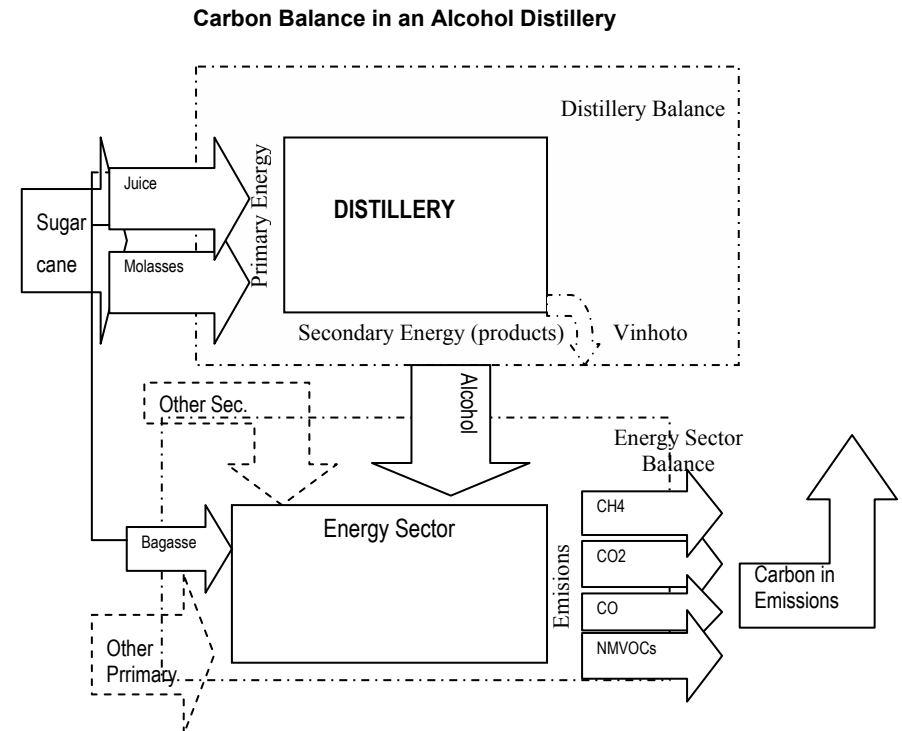 Carbon Balance in an Alcohol Distillery
Distillery Balance
Juice
Primary Energy
DISTILLERY
Sugar
cane
Molasses
Secondary Energy (products)
Vinhoto
Alcohol
Other Sec.
Energy Sector
Balance
Energy Sector
CH4
Bagasse
CO2
Emisions
Carbon in
Emissions
CO
Other
Prrimary
NMVOCs